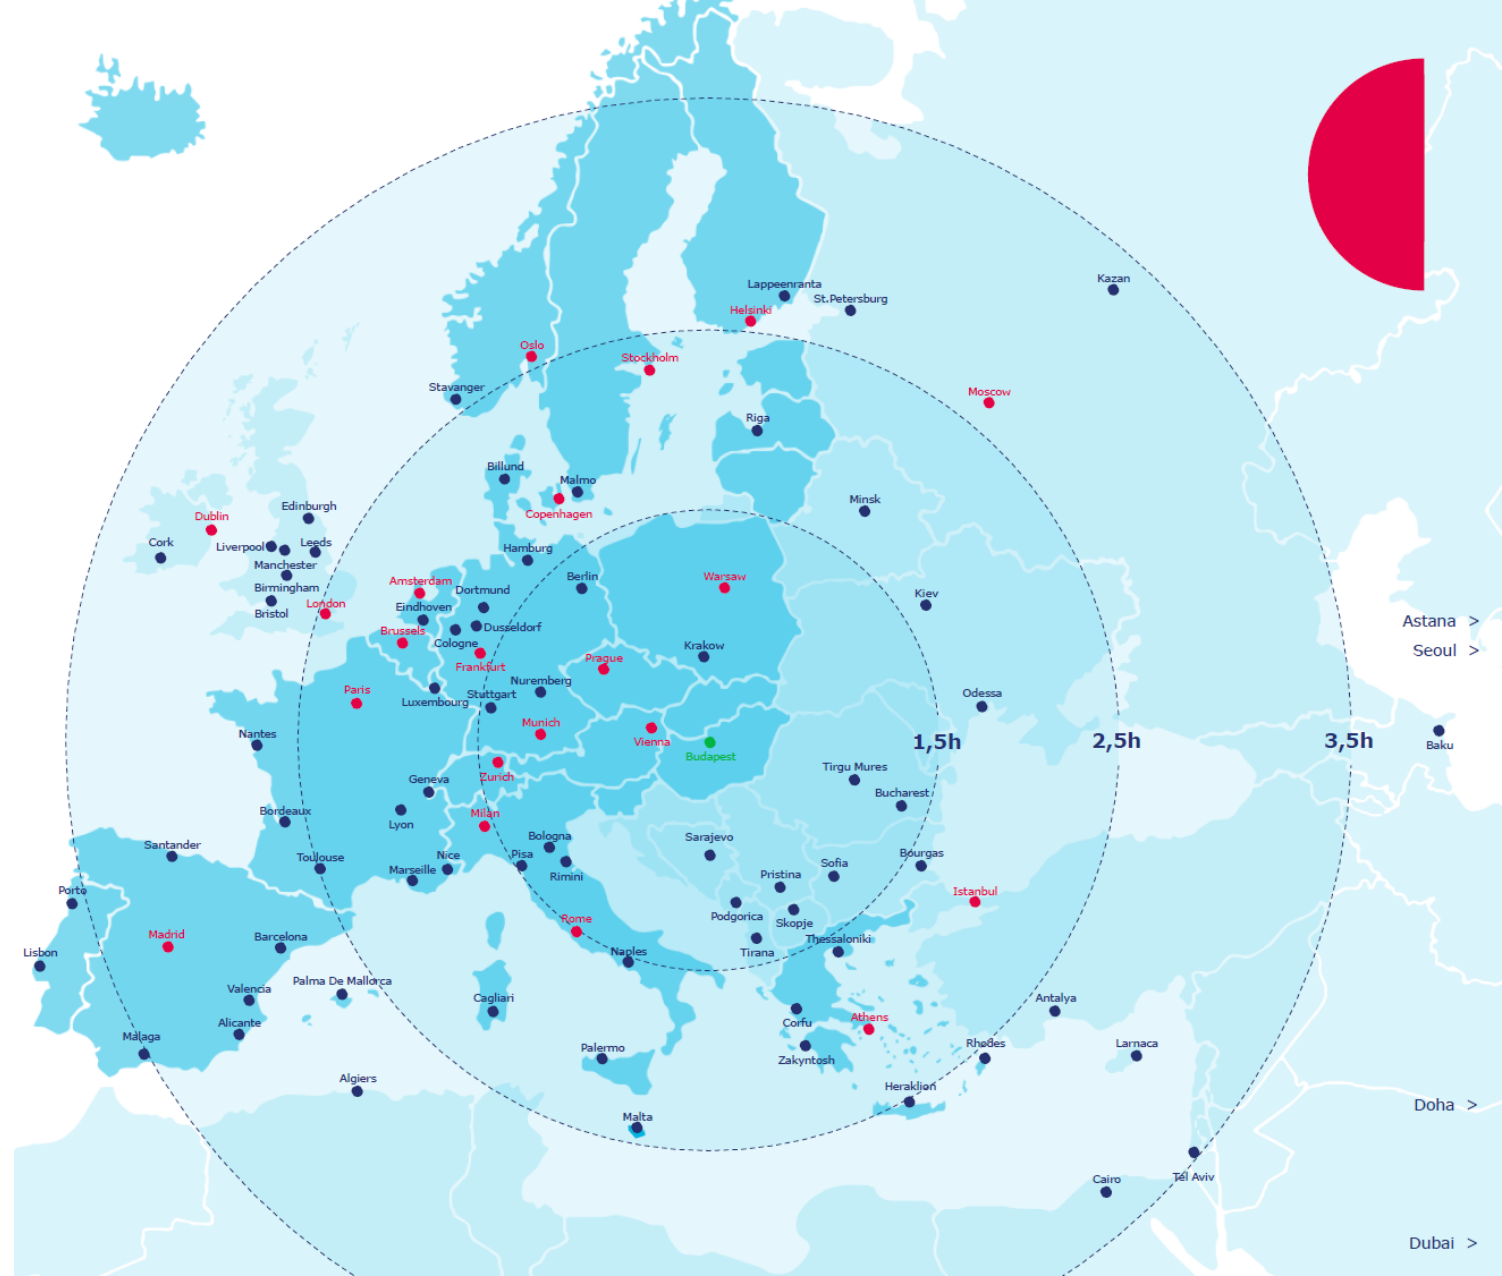 Kazan
Lappeenranta
St.Petersburg
Helsinki
Oslo
Stockholm
Stavanger
Moscow
Riga
Billund
Malmo
Copenhagen
Minsk
Edinburgh
Dublin
Cork
Liverpool
Leeds
Manchester
Hamburg
Birmingham
Amsterdam
Dortmund
Berlin
Warsaw
London
Bristol
Eindhoven
Kiev
Astana >
Brussels
Dusseldorf
Cologne
Krakow
Seoul >
Frankfurt
Prague
Nuremberg
Paris
Luxembourg
Stuttgart
Odessa
Munich
Nantes
Vienna
1,5h
2,5h
3,5h
Baku
Budapest
Zurich
Tirgu Mures
Geneva
Bucharest
Bordeaux
Lyon
Milan
Bologna
Sarajevo
Santander
Toulouse
Nice
Pisa
Bourgas
Marseille
Rimini
Sofia
Pristina
Porto
Istanbul
Rome
Podgorica
Skopje
Madrid
Barcelona
Thessaloniki
Lisbon
Naples
Tirana
Palma De Mallorca
Valencia
Cagliari
Antalya
Alicante
Corfu
Athens
Malaga
Palermo
Zakyntosh
Rhodes
Larnaca
Algiers
Heraklion
Doha >
Malta
Cairo
Tel Aviv
Dubai >